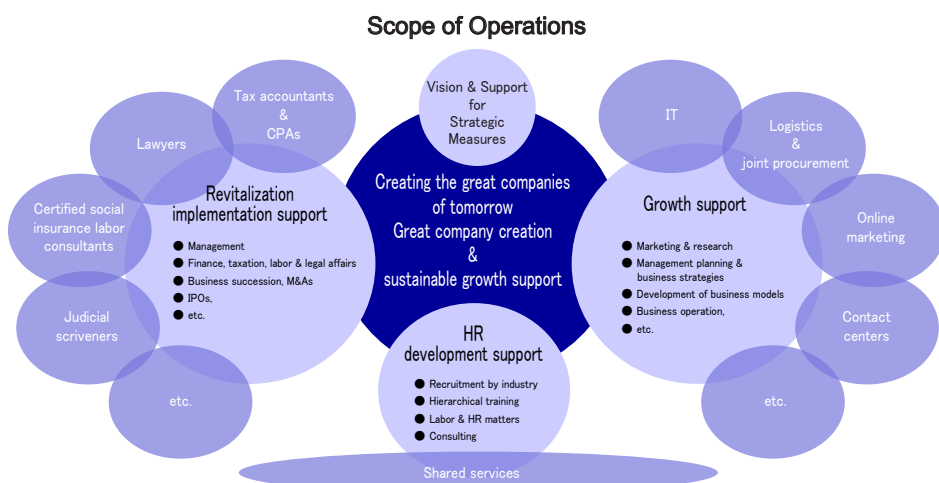 Scope of Operations
Vision & Support
for
Strategic
Measures
Creating the great companies
of tomorrow
Great company creation
&
sustainable growth support
Tax accountants
&
CPAs
Lawyers
Certified social
insurance labor
consultants
Judicial
scriveners
etc.
Revitalization
implementation support
● Management
● Finance, taxation, labor & legal affairs
● Business succession, M&As
● IPOs,
● etc.
HR
development support
● Recruitment by industry
● Hierarchical training
● Labor & HR matters
● Consulting
Shared services
Growth support
● Marketing & research
● Management planning &
business strategies
● Development of business models
● Business operation,
● etc.
IT
Logistics
&
joint procurement
Online
marketing
Contact
centers
etc.